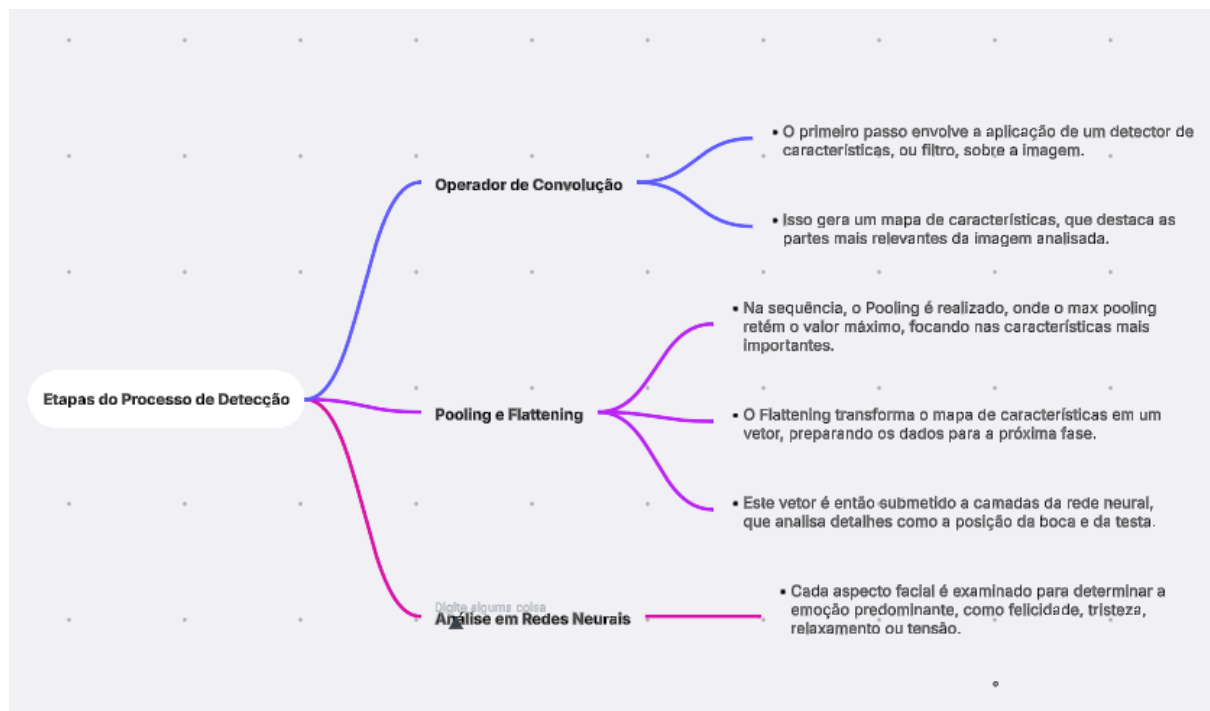 • O primeiro passo envolve a aplicação de um detector de
características, ou filtro, sobre a imagem.
Operador de Convolução
• Isso gera um mapa de características, que destaca as
partes mais relevantes da imagem analisada.
• Na sequência, o Pooling é realizado, onde o max pooling
retém o valor máximo, focando nas características mais
importantes.
Etapas do Processo de Detecção
Pooling e Flattening
• O Flattening transforma o mapa de características em um
vetor, preparando os dados para a próxima fase.
• Este vetor é então submetido a camadas da rede neural,
que analisa detalhes como a posição da boca e da testa.
Digite alguma coisa
Análise em Redes Neurais
• Cada aspecto facial é examinado para determinar a
emoção predominante, como felicidade, tristeza,
relaxamento ou tensão.